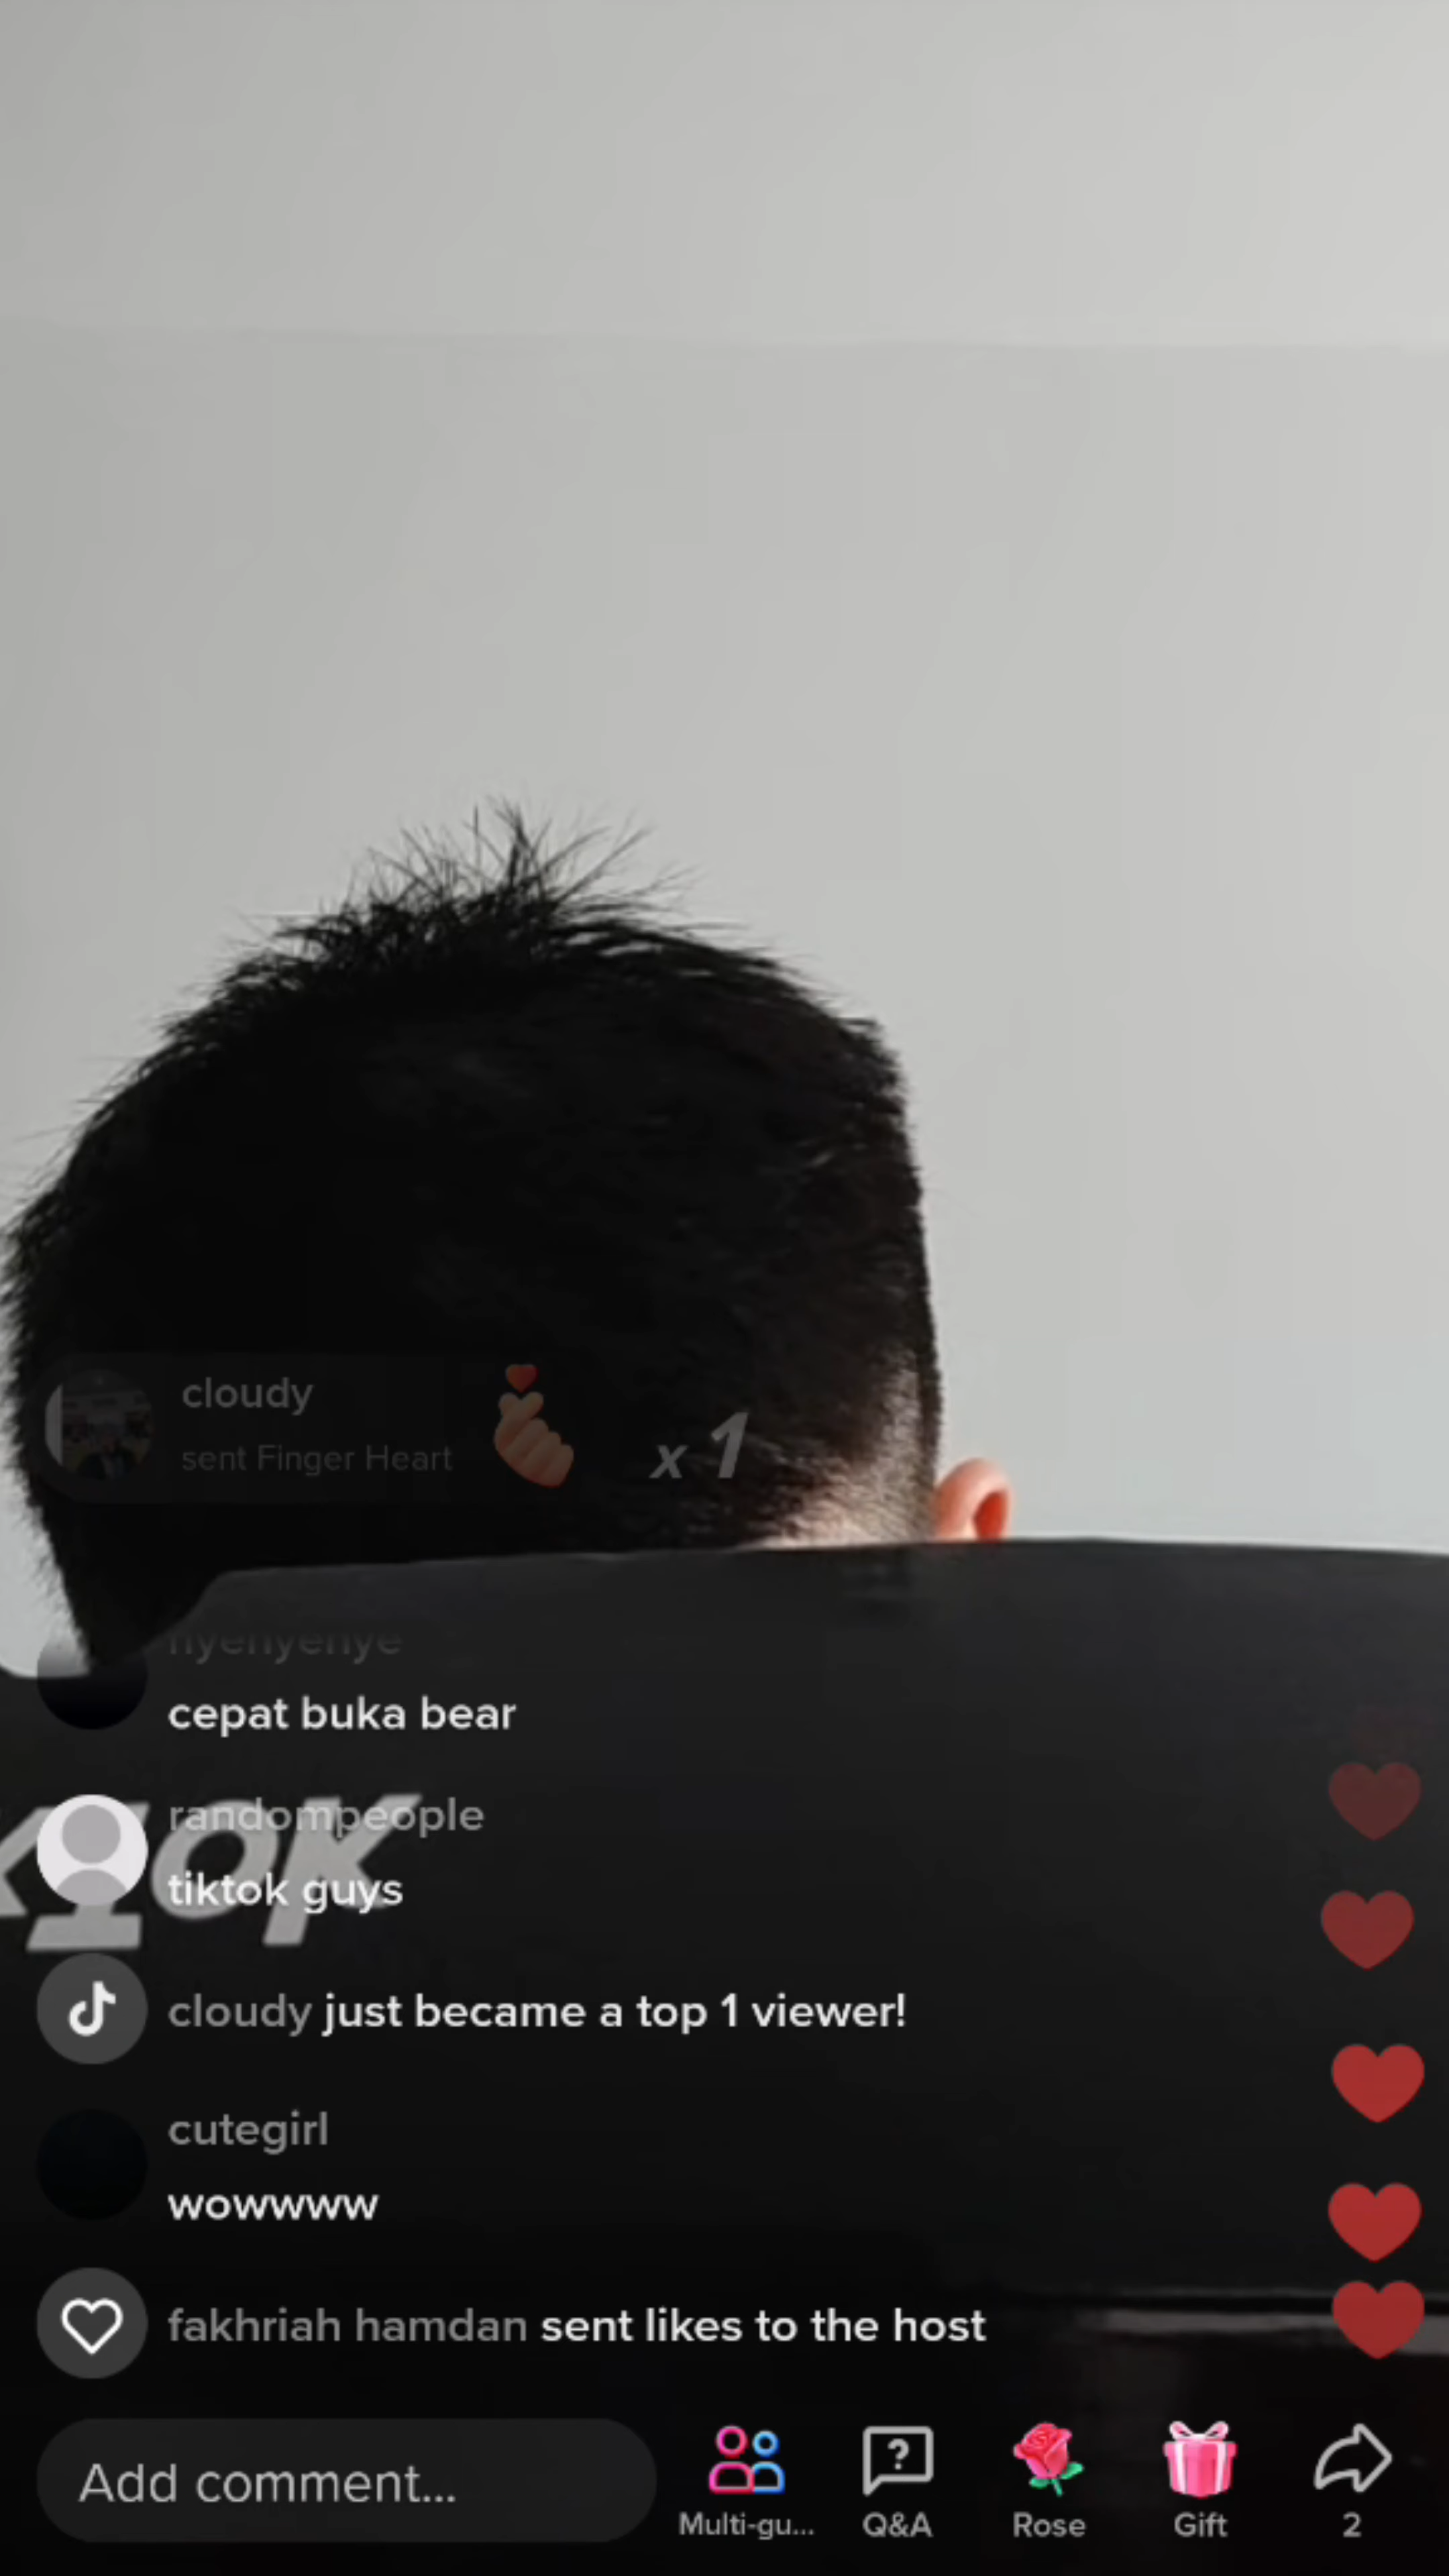 cloudy
sent Finger Heart
x 1
nyenyenye
cepat buka bear
randompeople
tiktok guys
cloudy just became a top 1 viewer!
cutegirl
wowwww
fakhriah hamdan sent likes to the host
Add comment...
Multi-gu...
Q&A
Rose
Gift
2